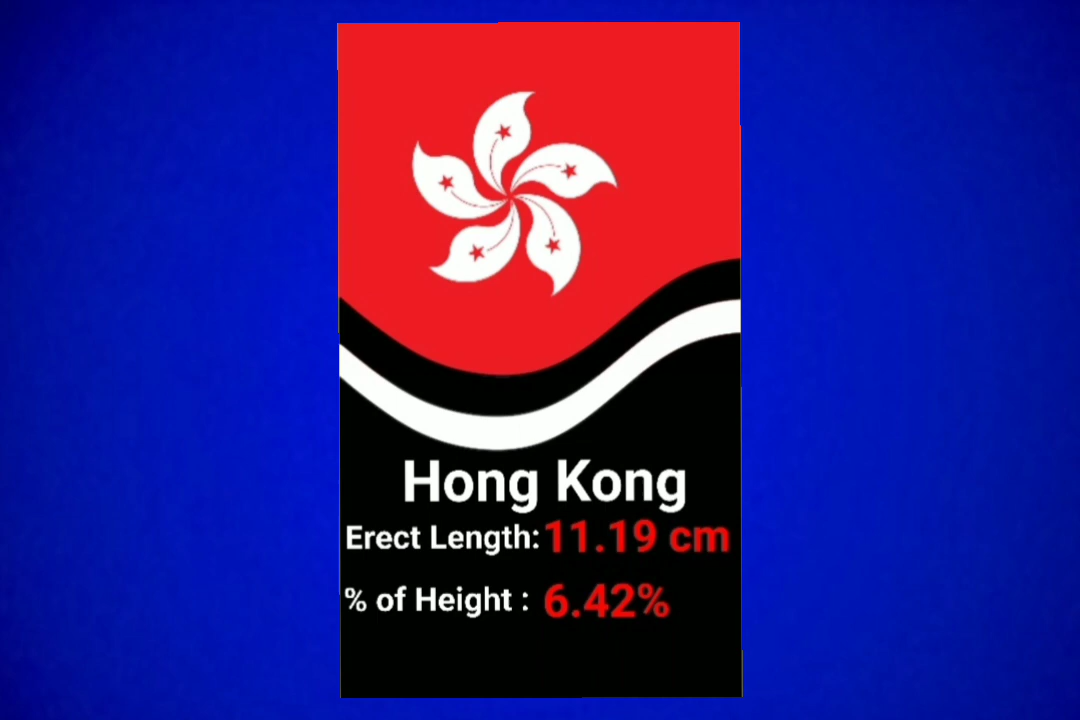 Hong Kong
Erect Length: 11.19 cm
% of Height : 6.42%